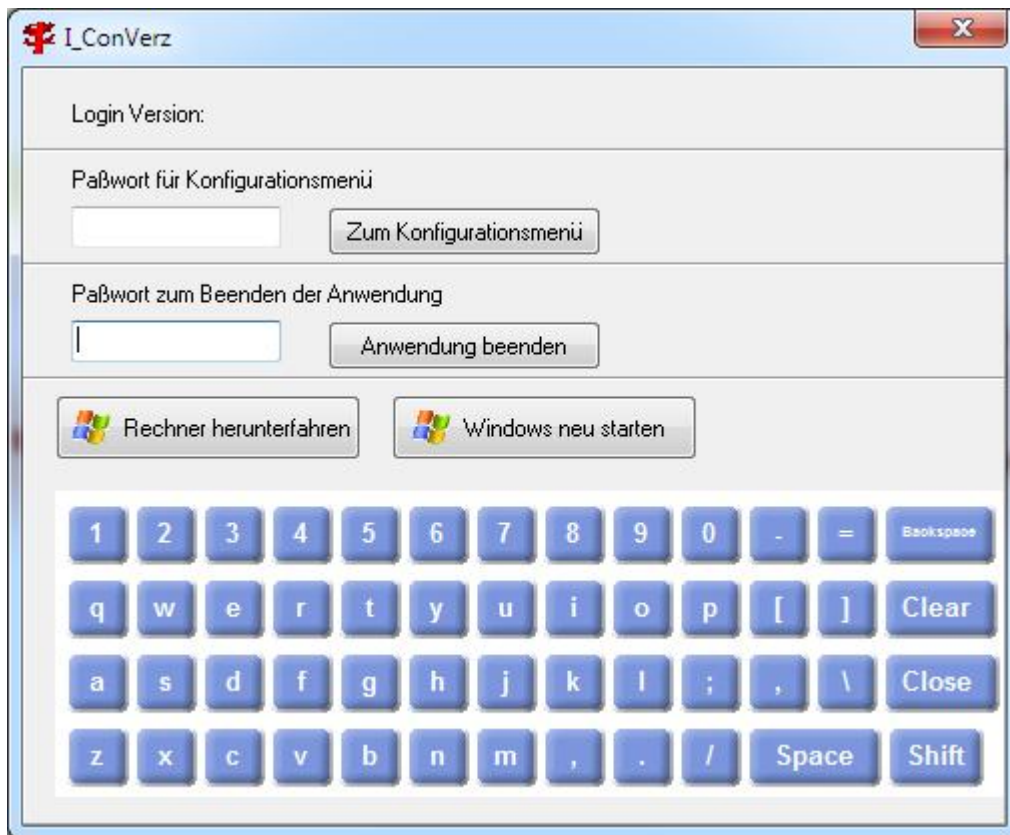 I_ConVerz
Login Version:
Paßwort für Konfigurationsmenü
Zum Konfigurationsmenü
Paßwort zum Beenden der Anwendung
Anwendung beenden
Rechner herunterfahren Windows neu starten
1 2 3 4 5 6 7 8 9 0 - = Backspace
q w e r t y u i o p [ ] Clear
a s d f g h j k l ; , \ Close
z x c v b n m , . / Space Shift